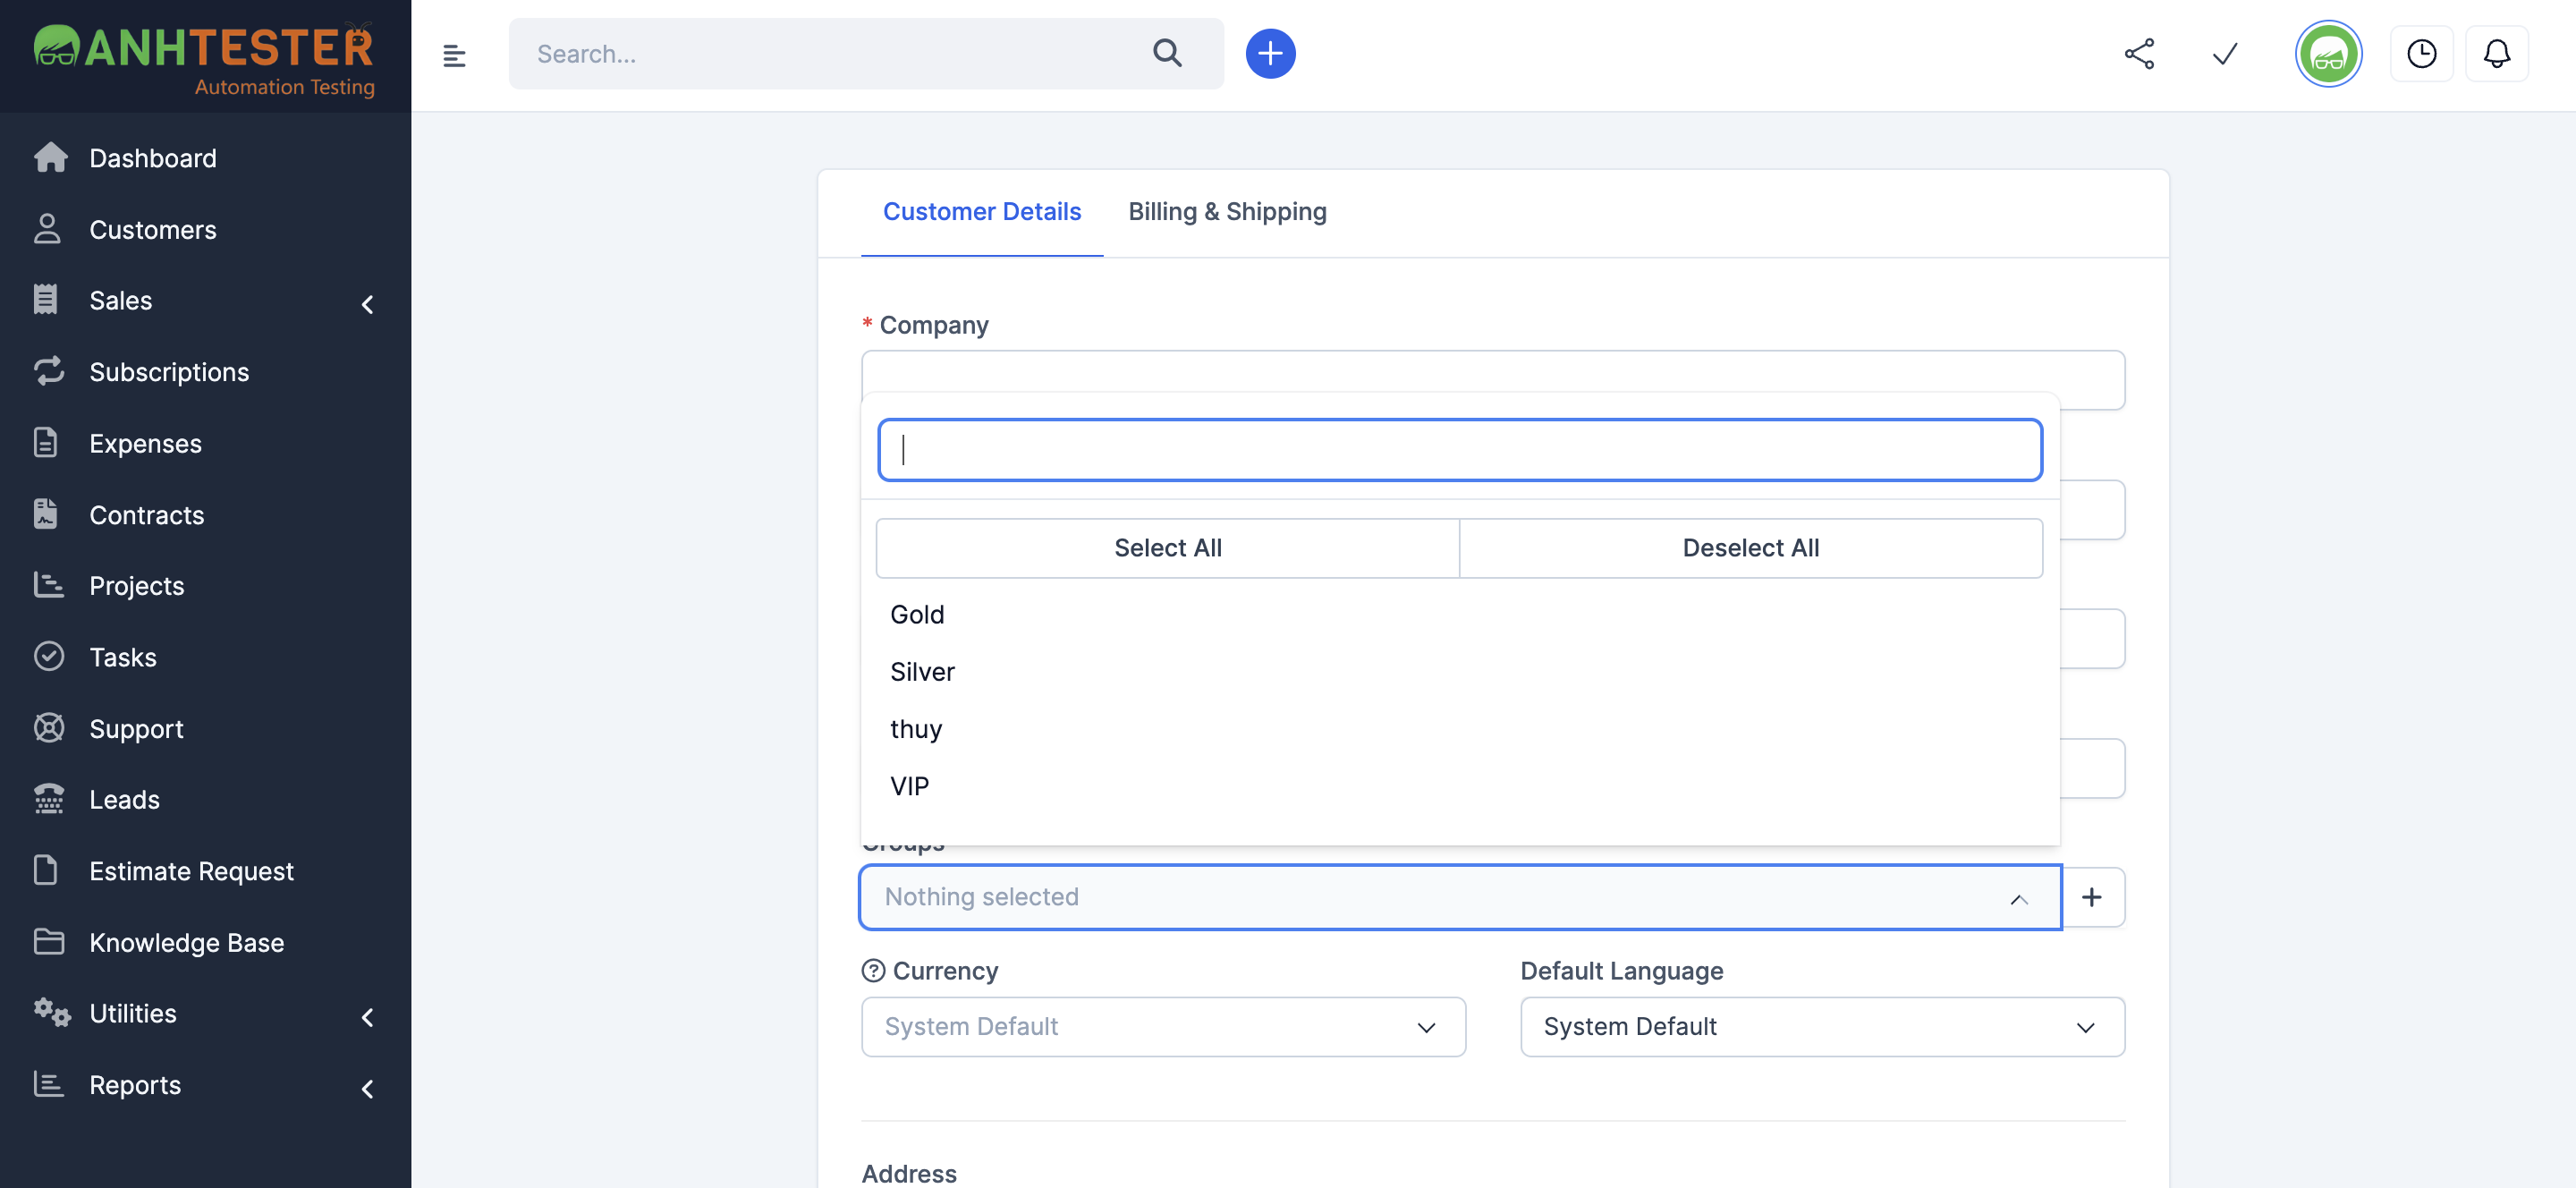 ANHTESTER
Automation Testing
Search...
Dashboard
Customers
Sales
Subscriptions
Expenses
Contracts
Projects
Tasks
Support
Leads
Estimate Request
Knowledge Base
Utilities
Reports
Customer Details
Billing & Shipping
* Company
Select All
Deselect All
Gold
Silver
thuy
VIP
Groups
Nothing selected
Currency
Default Language
System Default
System Default
Address